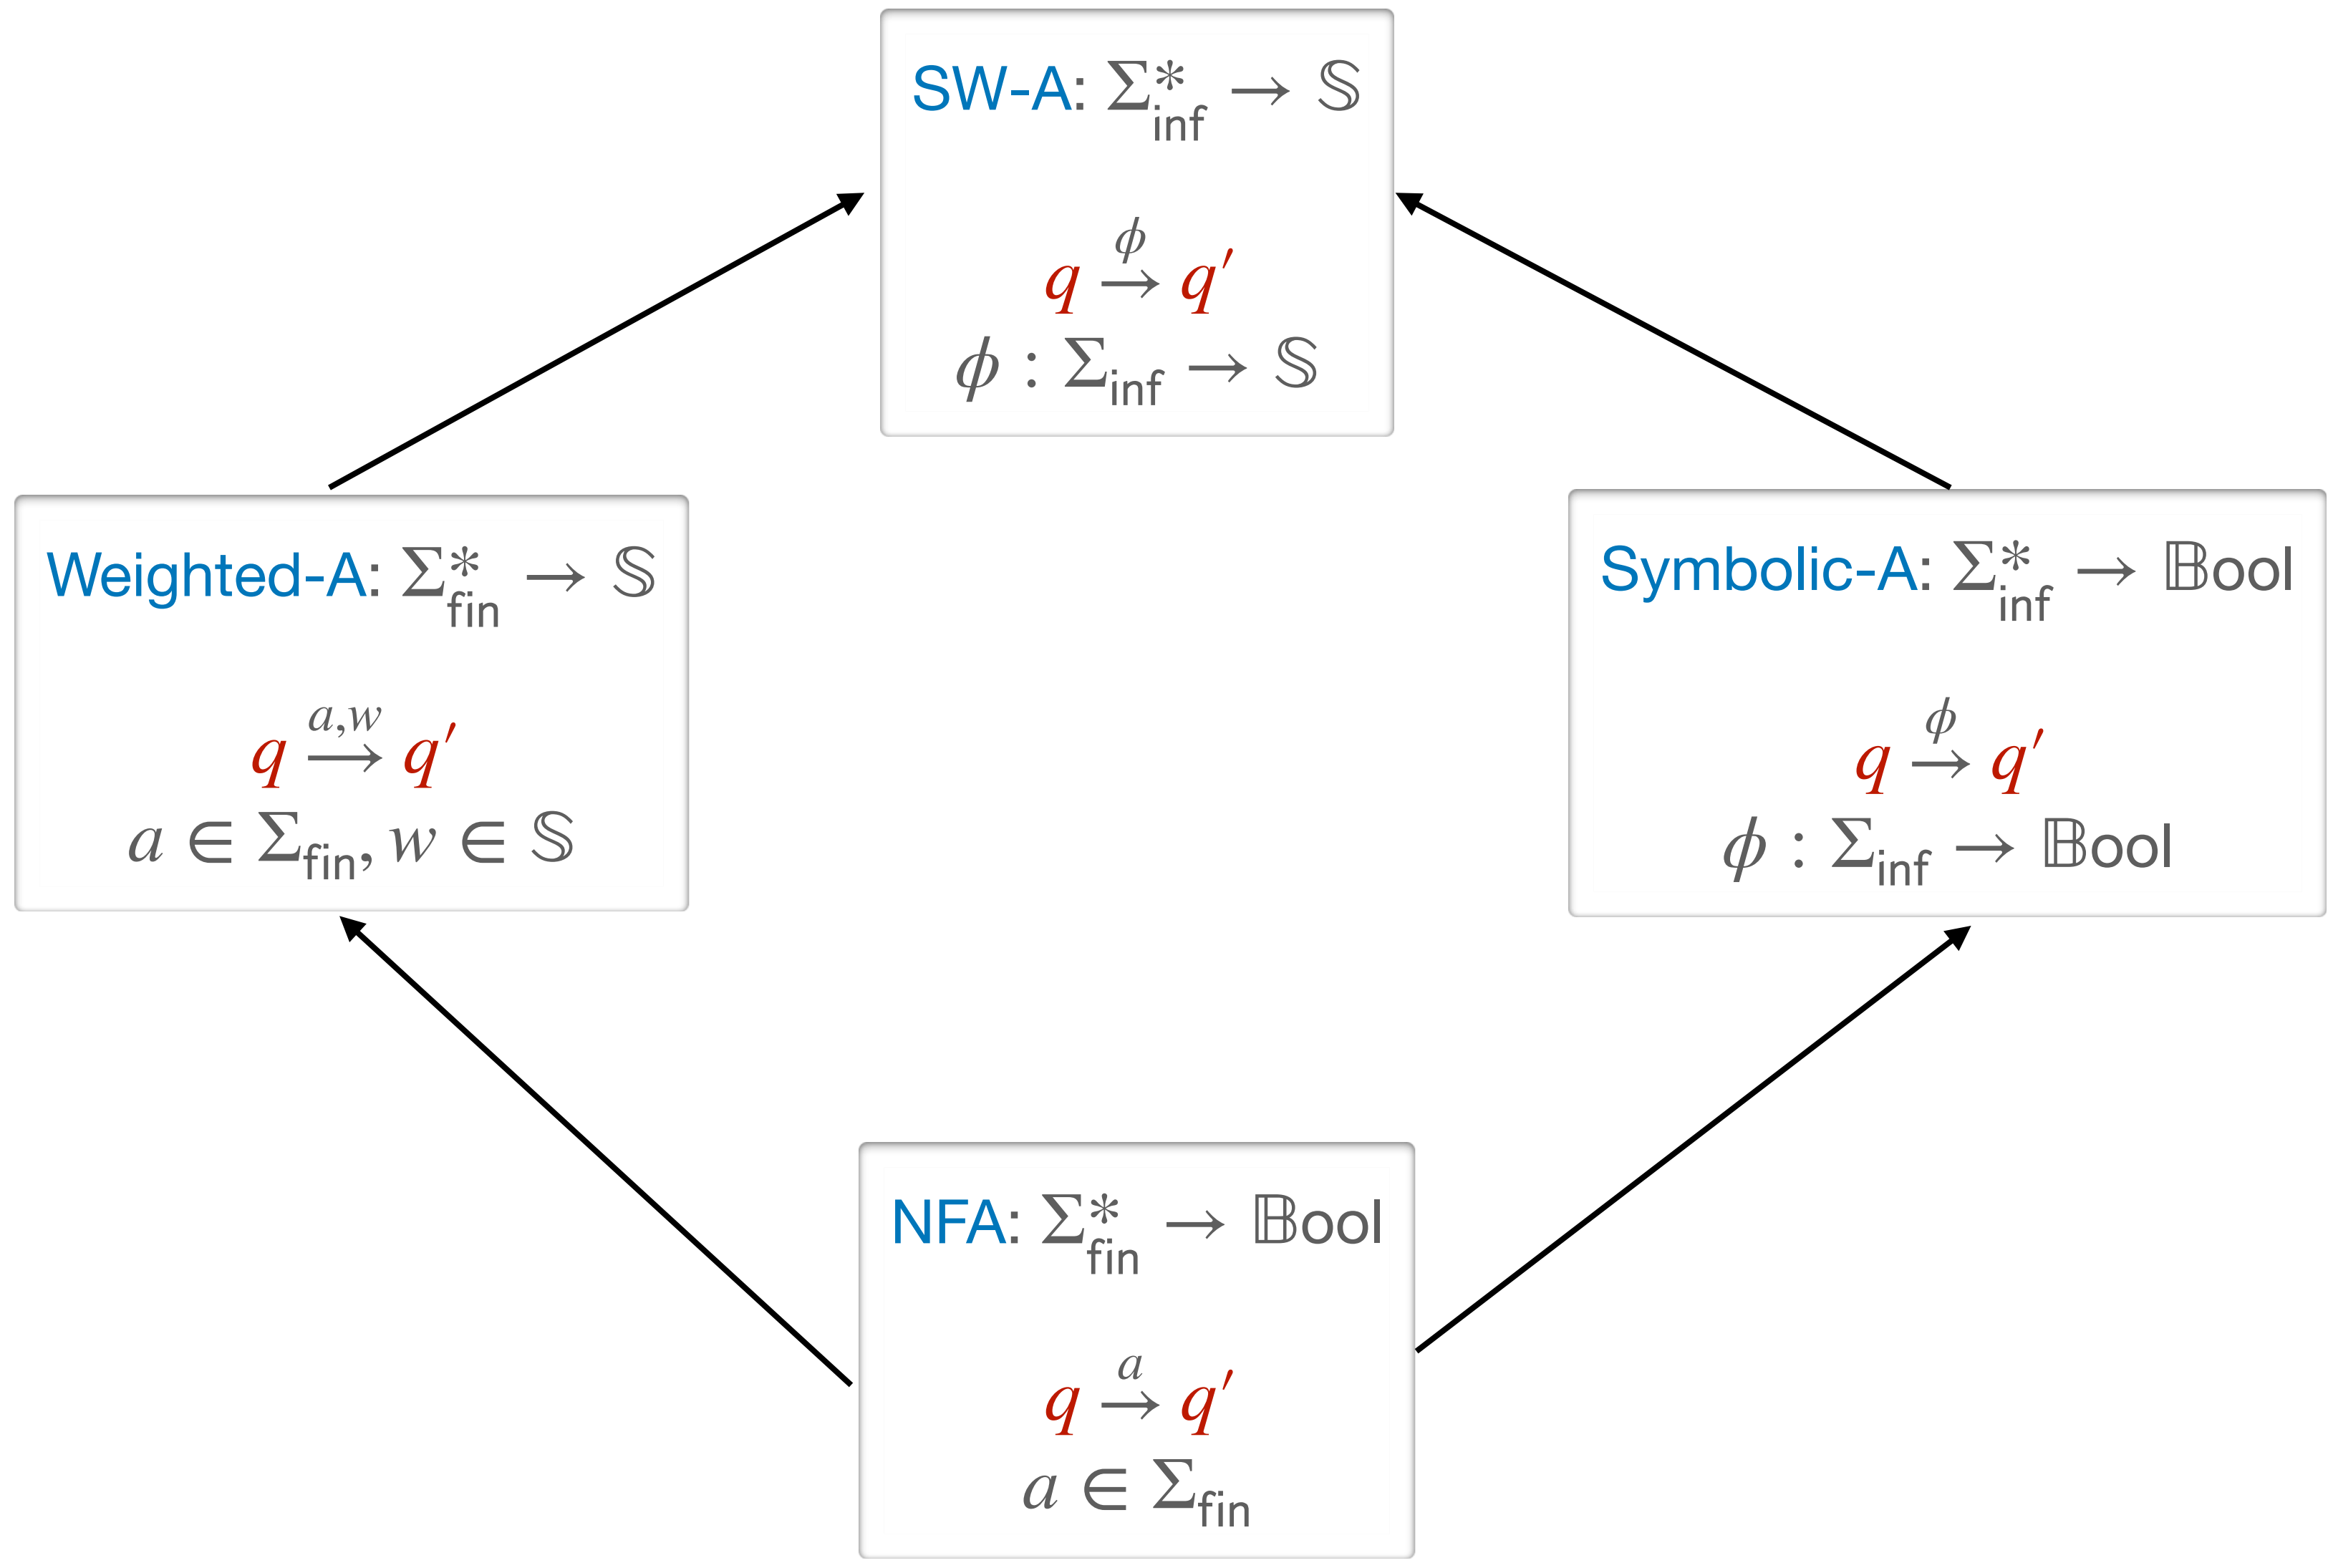 SW-A: Σ*inf → 𝕊
ϕ
q → q′
ϕ : Σinf → 𝕊
Weighted-A: Σ*fin → 𝕊
a,w
q → q′
a ∈ Σfin, w ∈ 𝕊
Symbolic-A: Σ*inf → 𝔹ool
ϕ
q → q′
ϕ : Σinf → 𝔹ool
NFA: Σ*fin → 𝔹ool
a
q → q′
a ∈ Σfin